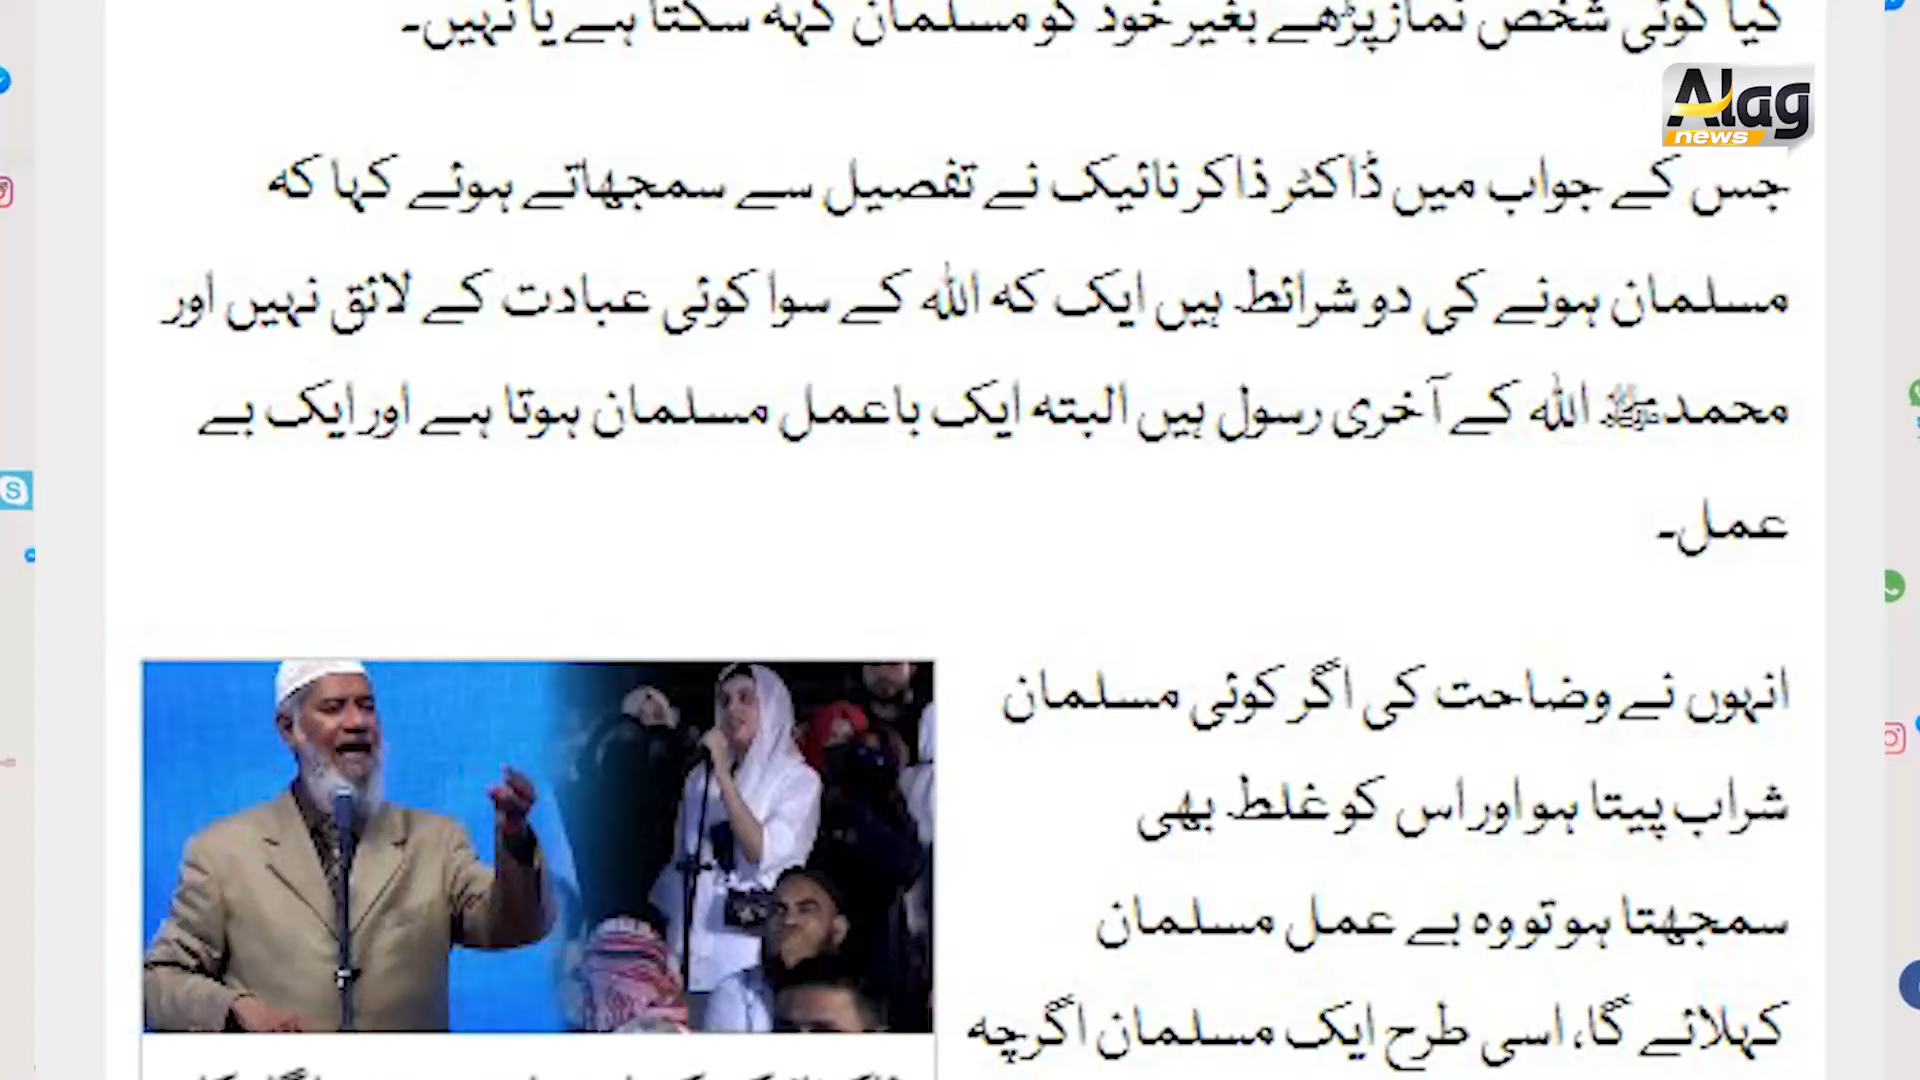 کیا کوئی شخص نماز پڑھے بغیر خود کو مسلمان کہہ سکتا ہے یا نہیں۔
Alag
news
جس کے جواب میں ڈاکٹر ذاکر نائیک نے تفصیل سے سمجھاتے ہوئے کہا کہ
مسلمان ہونے کی دو شرائط ہیں ایک کہ اللہ کے سوا کوئی عبادت کے لائق نہیں اور
محمدﷺ اللہ کے آخری رسول ہیں البتہ ایک باعمل مسلمان ہوتا ہے اور ایک بے
عمل۔
انہوں نے وضاحت کی اگر کوئی مسلمان
شراب پیتا ہو اور اس کو غلط بھی
سمجھتا ہو تو وہ بے عمل مسلمان
کہلائے گا، اسی طرح ایک مسلمان اگرچہ